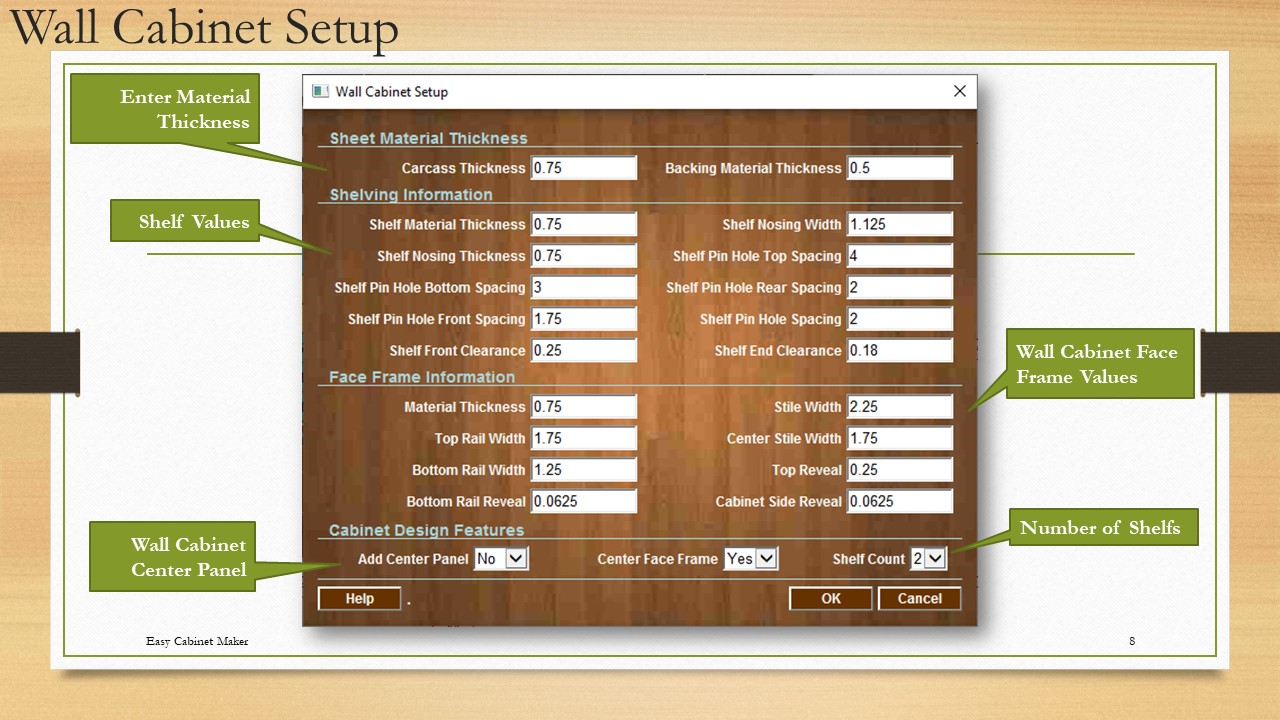 Wall Cabinet Setup
Enter Material
Thickness
Shelf Values
Wall Cabinet
Center Panel
Wall Cabinet Setup
Sheet Material Thickness
Carcass Thickness 0.75 Backing Material Thickness 0.5
Shelving Information
Shelf Material Thickness 0.75 Shelf Nosing Width 1.125
Shelf Nosing Thickness 0.75 Shelf Pin Hole Top Spacing 4
Shelf Pin Hole Bottom Spacing 3 Shelf Pin Hole Rear Spacing 2
Shelf Pin Hole Front Spacing 1.75 Shelf Pin Hole Spacing 2
Shelf Front Clearance 0.25 Shelf End Clearance 0.18
Face Frame Information
Material Thickness 0.75 Stile Width 2.25
Top Rail Width 1.75 Center Stile Width 1.75
Bottom Rail Width 1.25 Top Reveal 0.25
Bottom Rail Reveal 0.0625 Cabinet Side Reveal 0.0625
Cabinet Design Features
Add Center Panel No Center Face Frame Yes Shelf Count 2
Help . OK Cancel
Wall Cabinet Face
Frame Values
Number of Shelfs
Easy Cabinet Maker 8